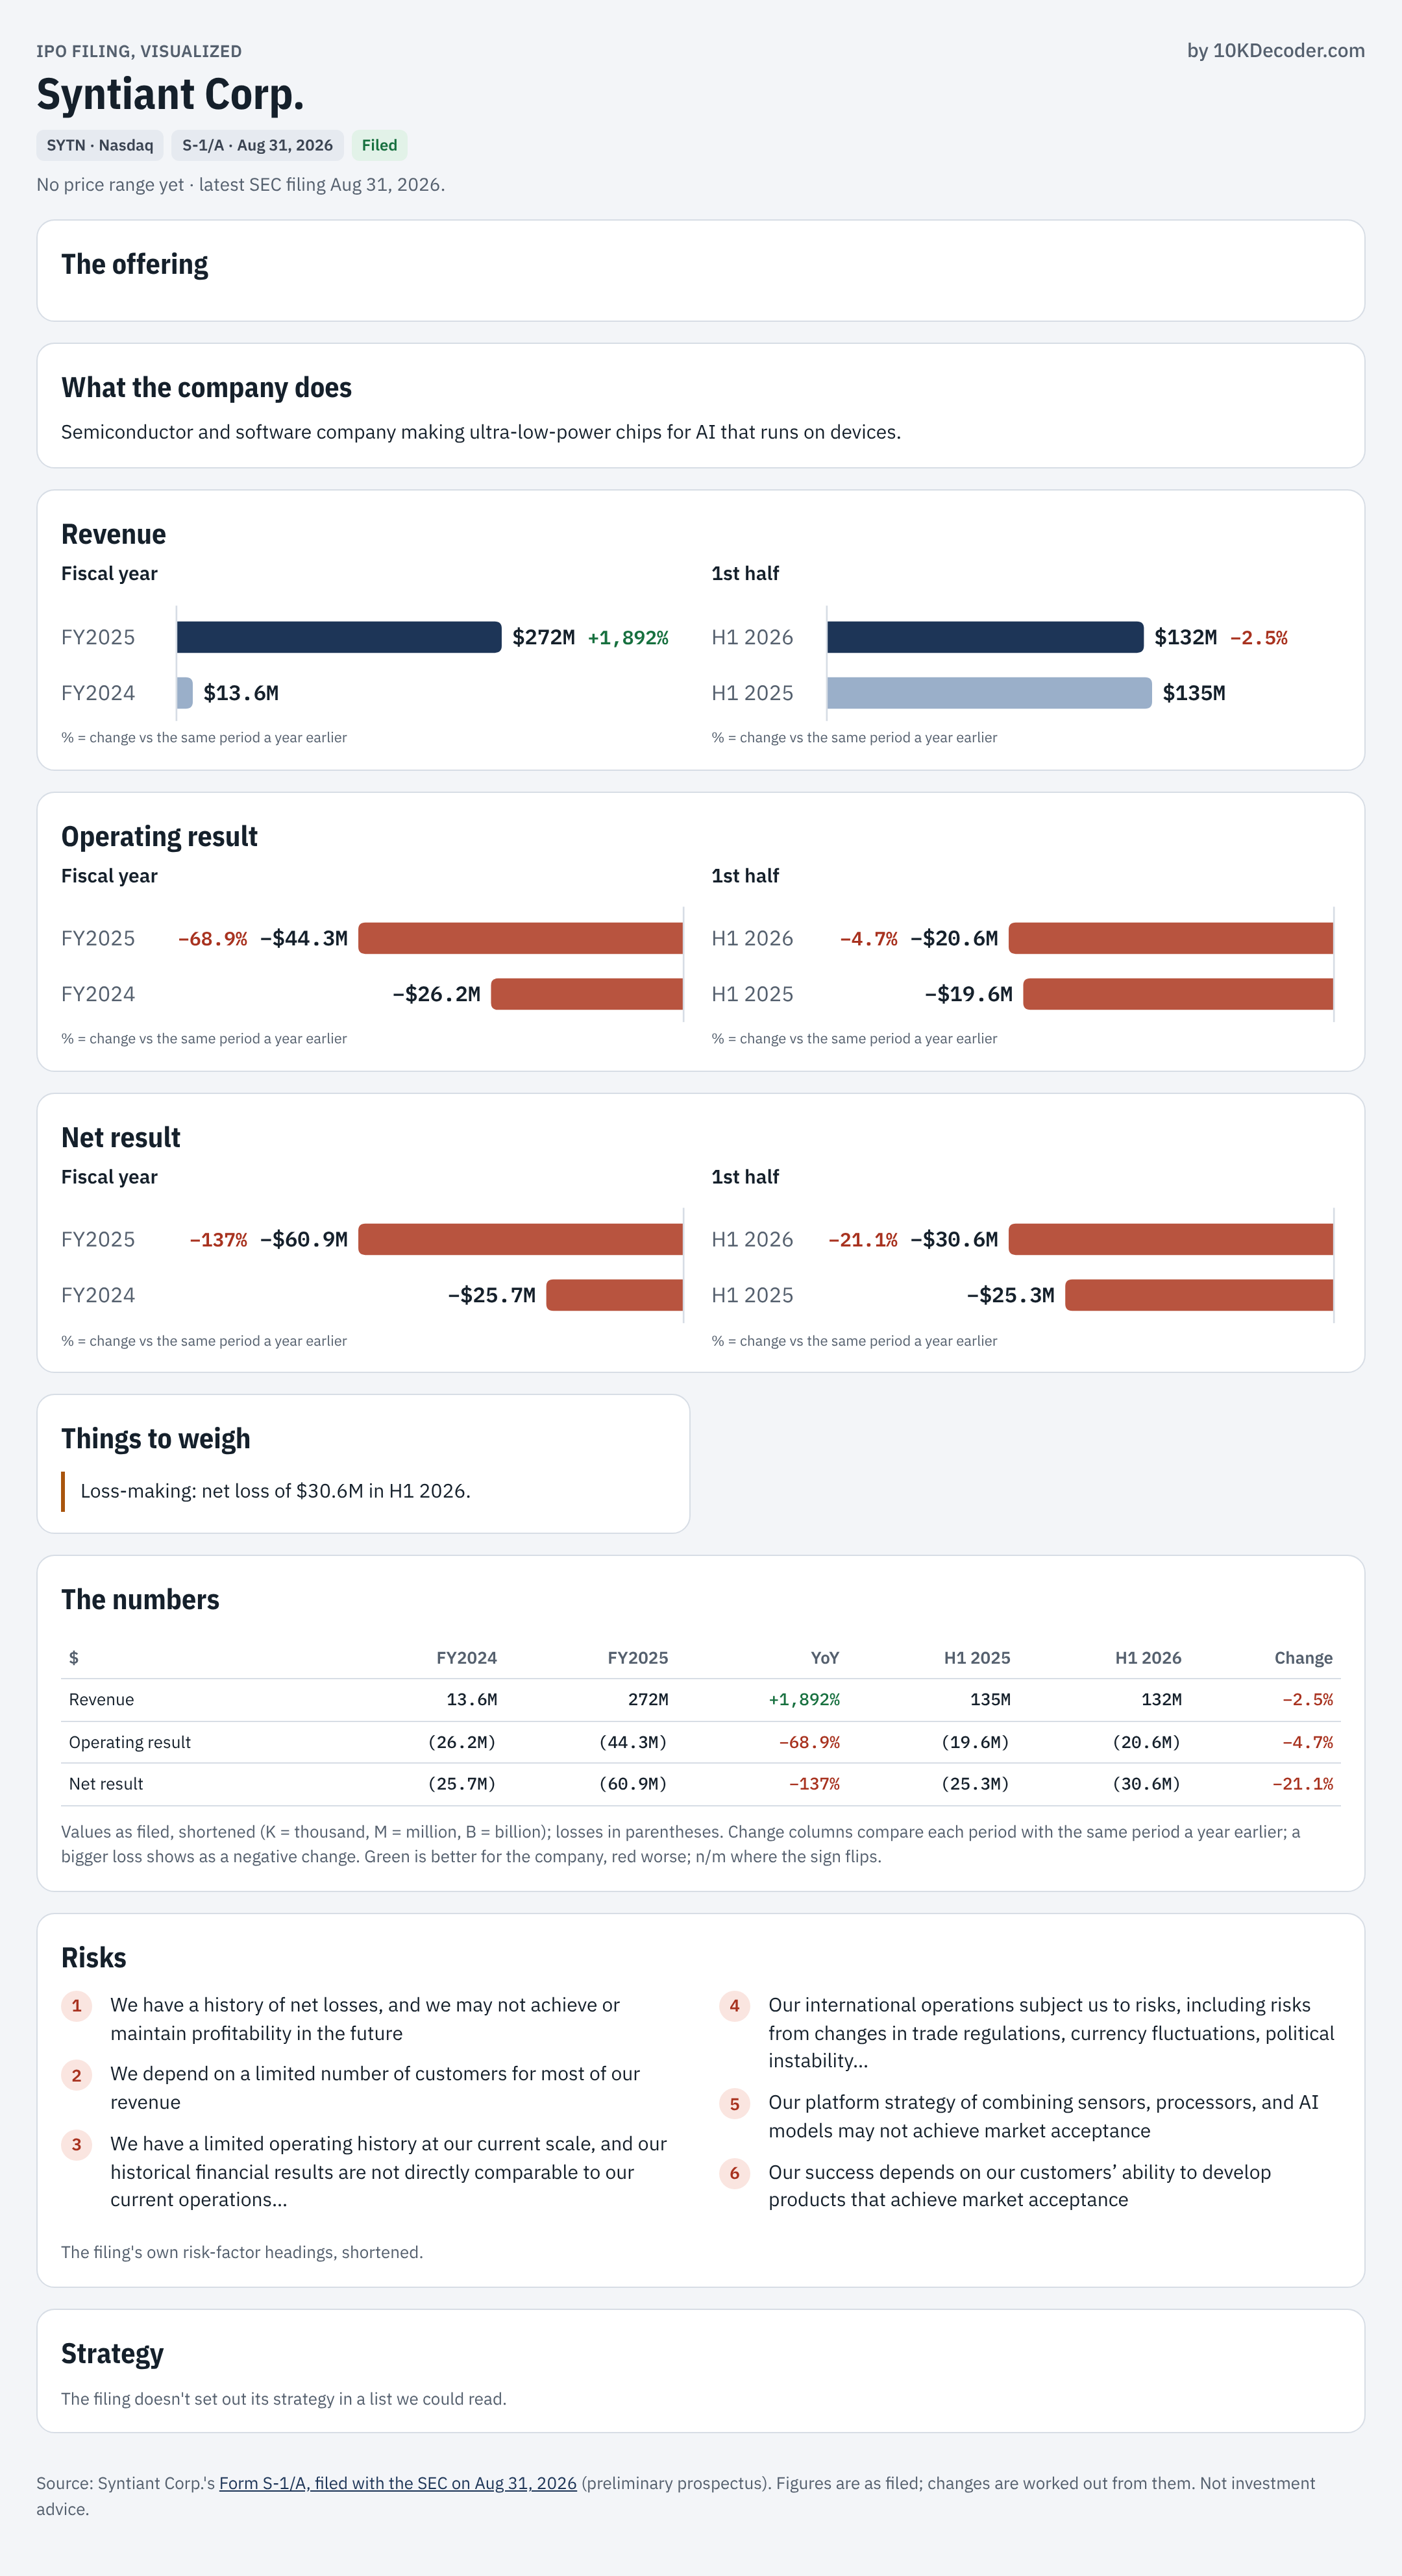 IPO FILING, VISUALIZED
by 10KDecoder.com
Syntiant Corp.
SYTN · Nasdaq
S-1/A · Aug 31, 2026
Filed
No price range yet · latest SEC filing Aug 31, 2026.
The offering
What the company does
Semiconductor and software company making ultra-low-power chips for AI that runs on devices.
Revenue
Fiscal year
FY2025 $272M +1,892%
FY2024 $13.6M
% = change vs the same period a year earlier
1st half
H1 2026 $132M −2.5%
H1 2025 $135M
% = change vs the same period a year earlier
Operating result
Fiscal year
FY2025 −68.9% −$44.3M
FY2024 −$26.2M
% = change vs the same period a year earlier
1st half
H1 2026 −4.7% −$20.6M
H1 2025 −$19.6M
% = change vs the same period a year earlier
Net result
Fiscal year
FY2025 −137% −$60.9M
FY2024 −$25.7M
% = change vs the same period a year earlier
1st half
H1 2026 −21.1% −$30.6M
H1 2025 −$25.3M
% = change vs the same period a year earlier
Things to weigh
Loss-making: net loss of $30.6M in H1 2026.
The numbers
$ FY2024 FY2025 YoY H1 2025 H1 2026 Change
Revenue 13.6M 272M +1,892% 135M 132M −2.5%
Operating result (26.2M) (44.3M) −68.9% (19.6M) (20.6M) −4.7%
Net result (25.7M) (60.9M) −137% (25.3M) (30.6M) −21.1%
Values as filed, shortened (K = thousand, M = million, B = billion); losses in parentheses. Change columns compare each period with the same period a year earlier; a
bigger loss shows as a negative change. Green is better for the company, red worse; n/m where the sign flips.
Risks
1 We have a history of net losses, and we may not achieve or
maintain profitability in the future
2 We depend on a limited number of customers for most of our
revenue
3 We have a limited operating history at our current scale, and our
historical financial results are not directly comparable to our
current operations...
4 Our international operations subject us to risks, including risks
from changes in trade regulations, currency fluctuations, political
instability...
5 Our platform strategy of combining sensors, processors, and AI
models may not achieve market acceptance
6 Our success depends on our customers’ ability to develop
products that achieve market acceptance
The filing's own risk-factor headings, shortened.
Strategy
The filing doesn't set out its strategy in a list we could read.
Source: Syntiant Corp.'s Form S-1/A, filed with the SEC on Aug 31, 2026 (preliminary prospectus). Figures are as filed; changes are worked out from them. Not investment
advice.